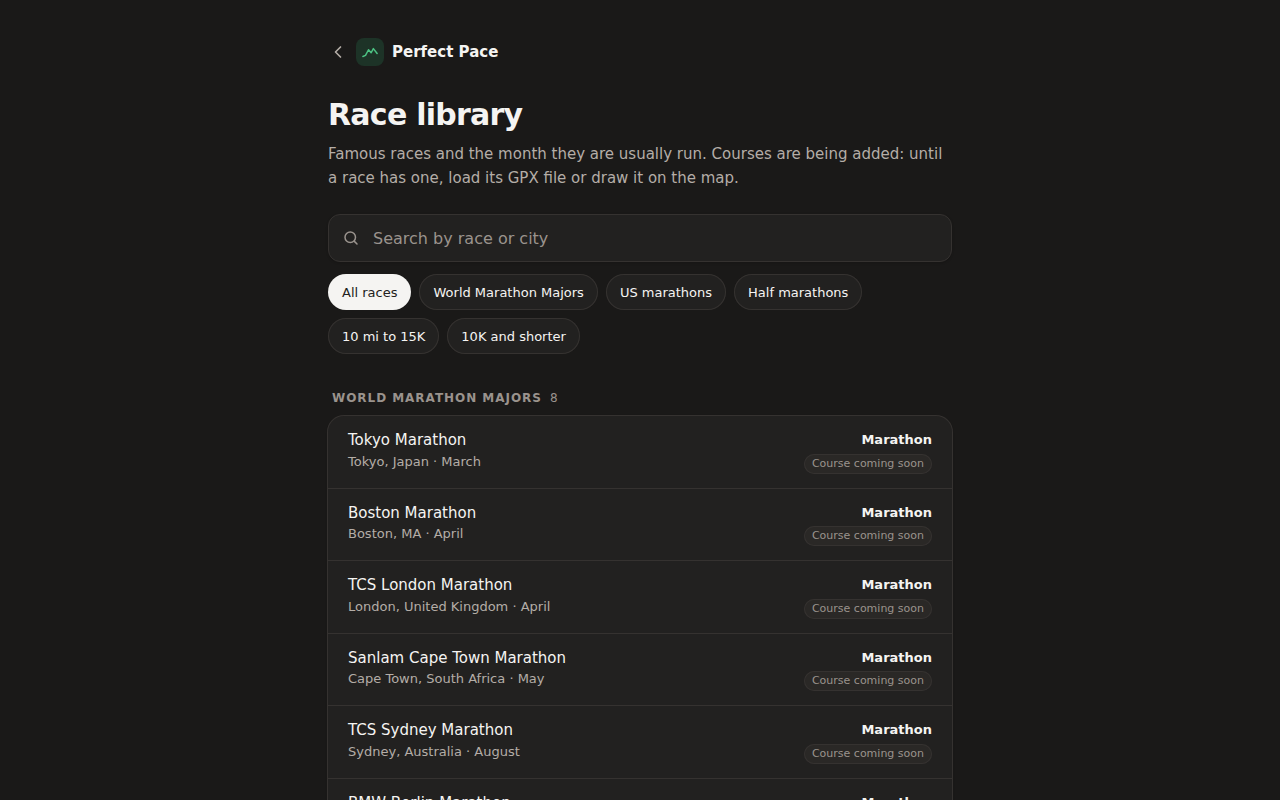 Perfect Pace
Race library
Famous races and the month they are usually run. Courses are being added: until
a race has one, load its GPX file or draw it on the map.
Search by race or city
All races
World Marathon Majors
US marathons
Half marathons
10 mi to 15K
10K and shorter
WORLD MARATHON MAJORS 8
Tokyo Marathon
Marathon
Tokyo, Japan · March
Course coming soon
Boston Marathon
Marathon
Boston, MA · April
Course coming soon
TCS London Marathon
Marathon
London, United Kingdom · April
Course coming soon
Sanlam Cape Town Marathon
Marathon
Cape Town, South Africa · May
Course coming soon
TCS Sydney Marathon
Marathon
Sydney, Australia · August
Course coming soon
BMW Berlin Marathon
Marathon